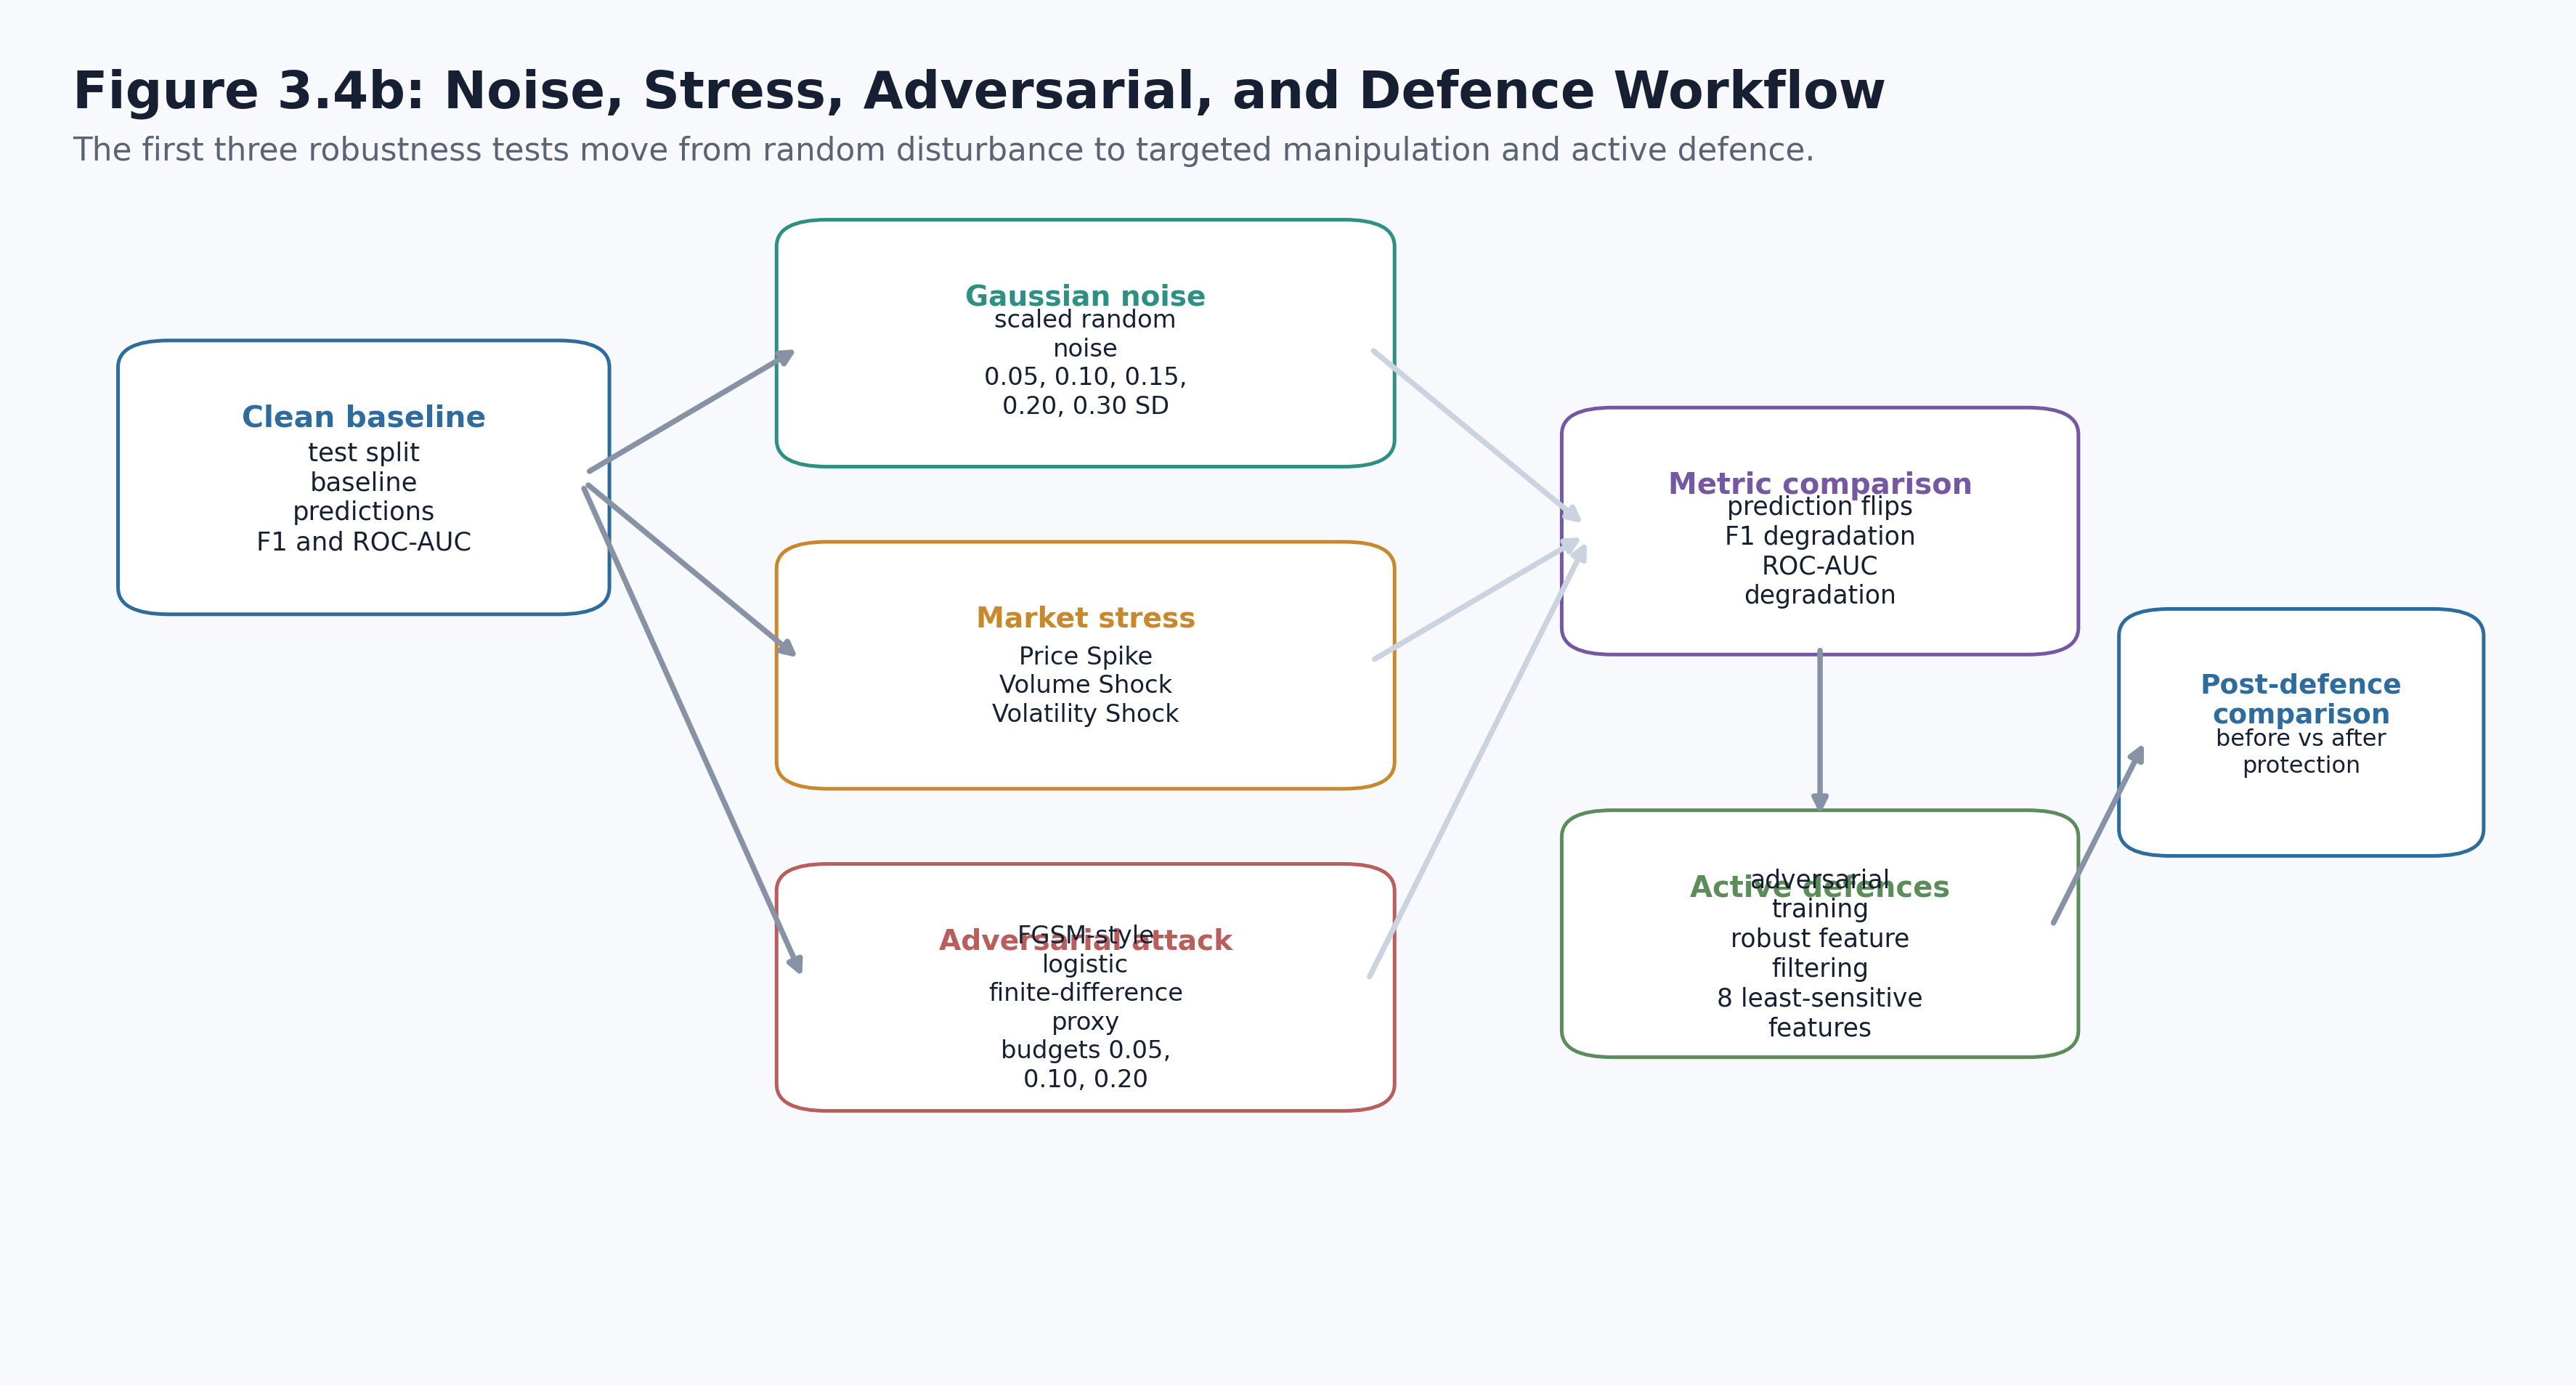 Figure 3.4b: Noise, Stress, Adversarial, and Defence Workflow
The first three robustness tests move from random disturbance to targeted manipulation and active defence.
Clean baseline
test split
baseline
predictions
F1 and ROC-AUC
Gaussian noise
scaled random
noise
0.05, 0.10, 0.15,
0.20, 0.30 SD
Market stress
Price Spike
Volume Shock
Volatility Shock
Adversarial attack
FGSM-style
logistic
finite-difference
proxy
budgets 0.05,
0.10, 0.20
Metric comparison
prediction flips
F1 degradation
ROC-AUC
degradation
Active defences
adversarial
training
robust feature
filtering
8 least-sensitive
features
Post-defence
comparison
before vs after
protection